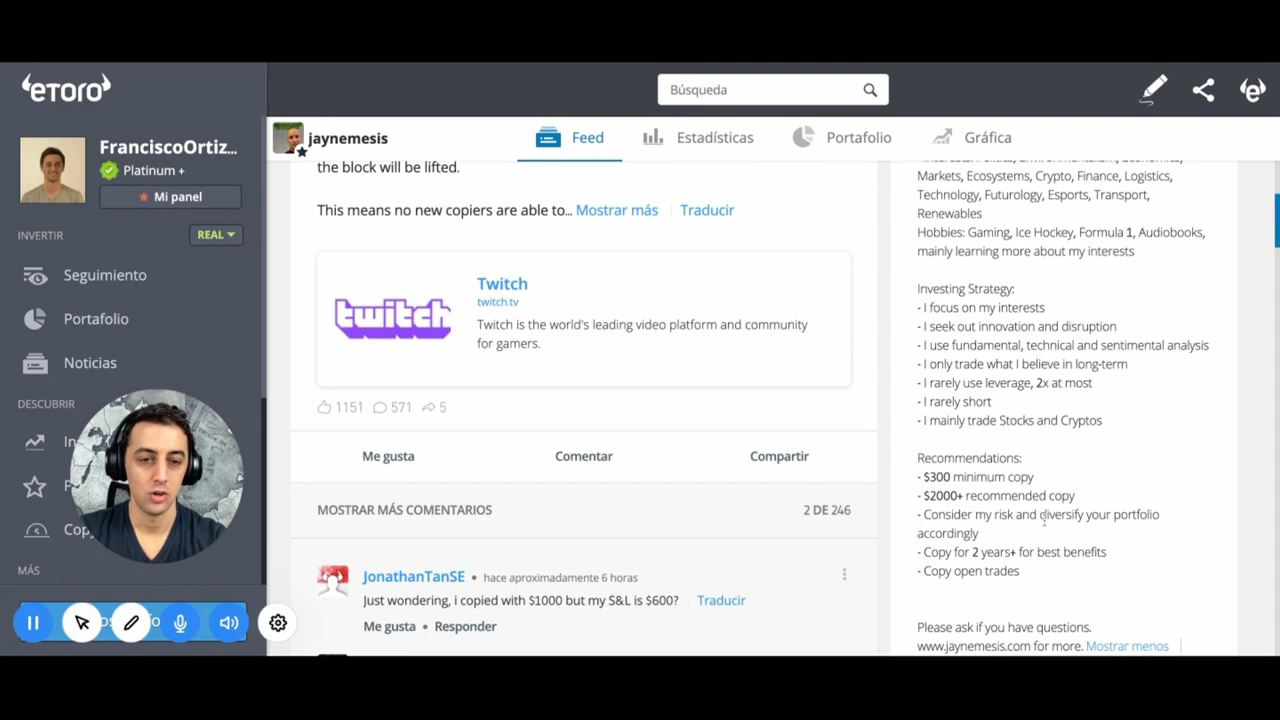 eTORO
Búsqueda
FranciscoOrtiz...
Platinum +
Mi panel
INVERTIR
REAL
Seguimiento
Portafolio
Noticias
DESCUBRIR
MÁS
jaynemesis
Feed
Estadísticas
Portafolio
Gráfica
the block will be lifted.
This means no new copiers are able to... Mostrar más Traducir
twitch
Twitch
twitch.tv
Twitch is the world's leading video platform and community
for gamers.
1151 571 5
Me gusta Comentar Compartir
MOSTRAR MÁS COMENTARIOS 2 DE 246
JonathanTanSE • hace aproximadamente 6 horas
Just wondering, i copied with $1000 but my S&L is $600? Traducir
Me gusta • Responder
Markets, Ecosystems, Crypto, Finance, Logistics,
Technology, Futurology, Esports, Transport,
Renewables
Hobbies: Gaming, Ice Hockey, Formula 1, Audiobooks,
mainly learning more about my interests
Investing Strategy:
- I focus on my interests
- I seek out innovation and disruption
- I use fundamental, technical and sentimental analysis
- I only trade what I believe in long-term
- I rarely use leverage, 2x at most
- I rarely short
- I mainly trade Stocks and Cryptos
Recommendations:
- $300 minimum copy
- $2000+ recommended copy
- Consider my risk and diversify your portfolio
accordingly
- Copy for 2 years+ for best benefits
- Copy open trades
Please ask if you have questions.
www.jaynemesis.com for more. Mostrar menos